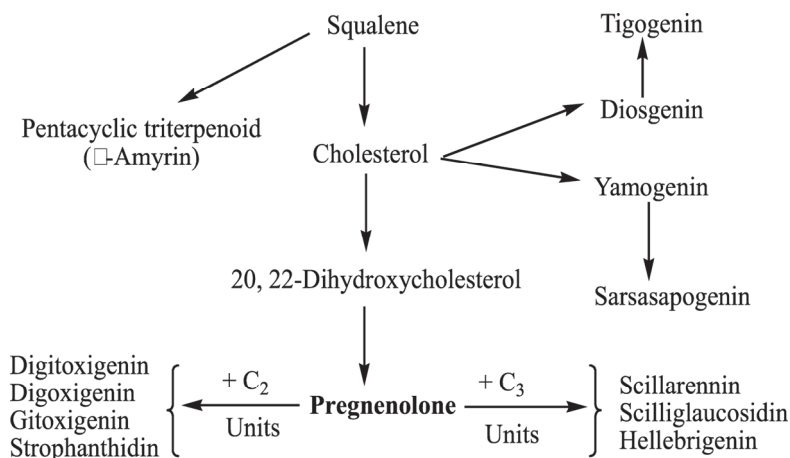 Squalene
Tigogenin
Pentacyclic triterpenoid
(□-Amyrin)
Cholesterol
Diosgenin
Yamogenin
20, 22-Dihydroxycholesterol
Sarsasapogenin
Digitoxigenin
Digoxigenin
Gitoxigenin
Strophanthidin
+ C₂
Units
Pregnenolone
+ C₃
Units
Scillarennin
Scilliglaucosidin
Hellebrigenin